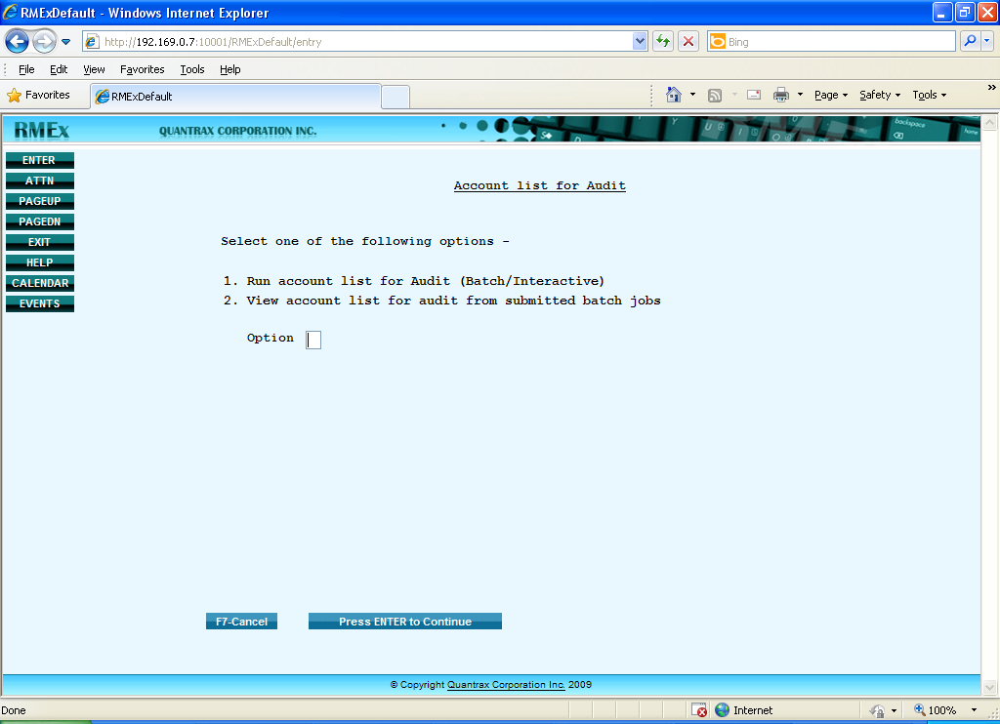 RMExDefault - Windows Internet Explorer
http://192.169.0.7:10001/RMExDefault/entry
Bing
File Edit View Favorites Tools Help
Favorites RMExDefault Page Safety Tools »
RMEx QUANTRAX CORPORATION INC.
backspace
home
ENTER
ATTN
PAGEUP
PAGEDN
EXIT
HELP
CALENDAR
EVENTS
Account list for Audit
Select one of the following options -
1. Run account list for Audit (Batch/Interactive)
2. View account list for audit from submitted batch jobs
Option
F7-Cancel Press ENTER to Continue
© Copyright Quantrax Corporation Inc. 2009
Done Internet 100%